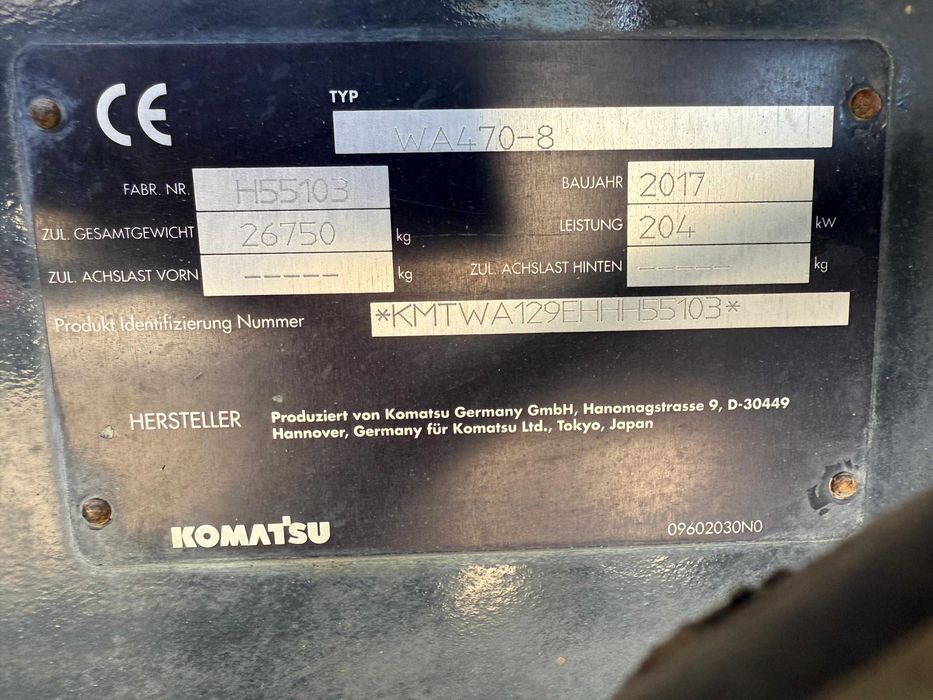 CE
TYP
WA470-8
FABR. NR. H55103 BAUJAHR 2017
ZUL. GESAMTGEWICHT 26750 kg LEISTUNG 204 kW
ZUL. ACHSLAST VORN ----- kg ZUL. ACHSLAST HINTEN ----- kg
Produkt Identifizierung Nummer *KMTWA129EHHH55103*
HERSTELLER Produziert von Komatsu Germany GmbH, Hanomagstrasse 9, D-30449
Hannover, Germany für Komatsu Ltd., Tokyo, Japan
KOMATSU 09602030N0